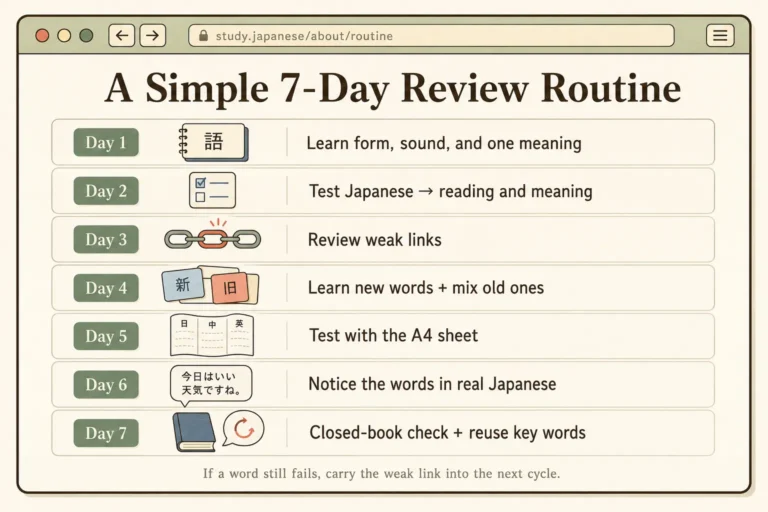 study.japanese/about/routine
A Simple 7-Day Review Routine
Day 1
語
Learn form, sound, and one meaning
Day 2
Test Japanese → reading and meaning
Day 3
Review weak links
Day 4
新
旧
Learn new words + mix old ones
Day 5
日 中 英
Test with the A4 sheet
Day 6
今日はいい
天気ですね。
Notice the words in real Japanese
Day 7
Closed-book check + reuse key words
If a word still fails, carry the weak link into the next cycle.